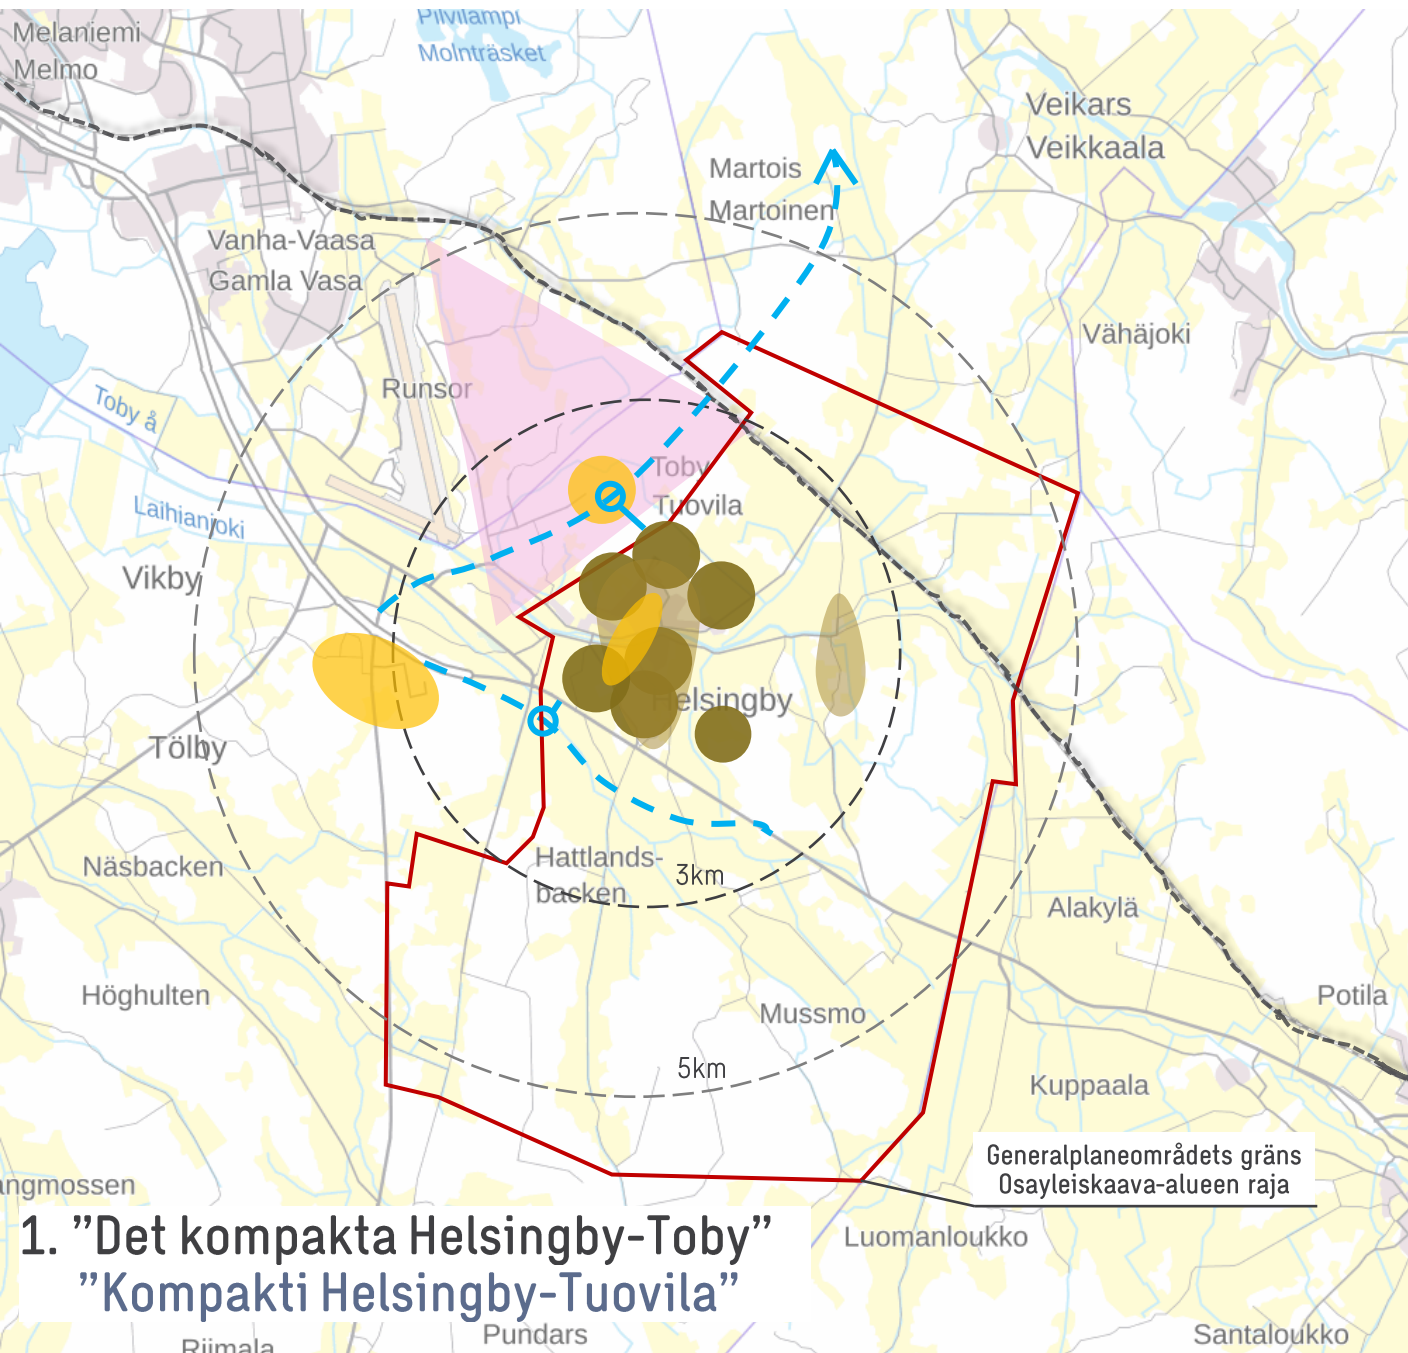 Pilvilampi
Molnträsket
Melaniemi
Melmo
Veikars
Veikkaala
Martois
Martoinen
Vanha-Vaasa
Gamla Vasa
Vähäjoki
Runsor
Toby å
Toby
Tuovila
Laihianjoki
Vikby
Helsingby
Tölby
Näsbacken
Hattlands-
backen
3km
Alakylä
Höghulten
Potila
Mussmo
5km
Kuppaala
Generalplaneområdets gräns
Osayleiskaava-alueen raja
angmossen
1. ”Det kompakta Helsingby-Toby”
”Kompakti Helsingby-Tuovila”
Luomanloukko
Pundars
Santaloukko
Riimala